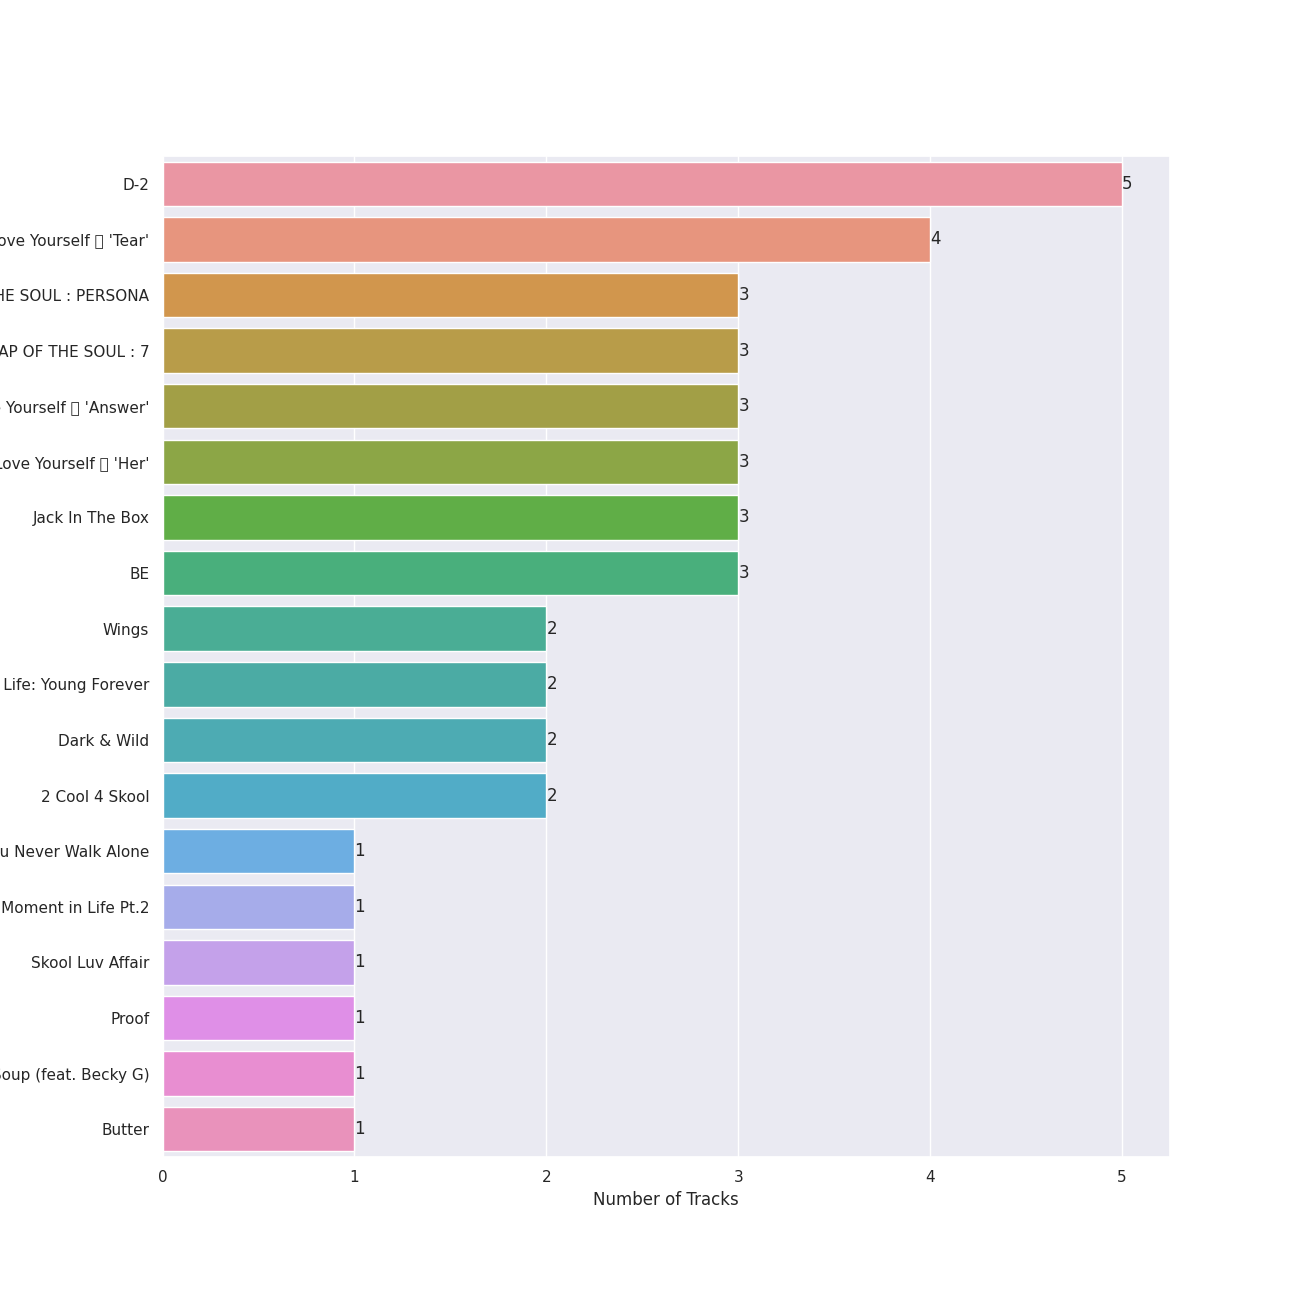 D-2
5
ove Yourself 'Tear'
4
HE SOUL : PERSONA
3
AP OF THE SOUL : 7
3
Yourself 'Answer'
3
Love Yourself 'Her'
3
Jack In The Box
3
BE
3
Wings
2
Life: Young Forever
2
Dark & Wild
2
2 Cool 4 Skool
2
u Never Walk Alone
1
Moment in Life Pt.2
1
Skool Luv Affair
1
Proof
1
oup (feat. Becky G)
1
Butter
1
0 1 2 3 4 5
Number of Tracks